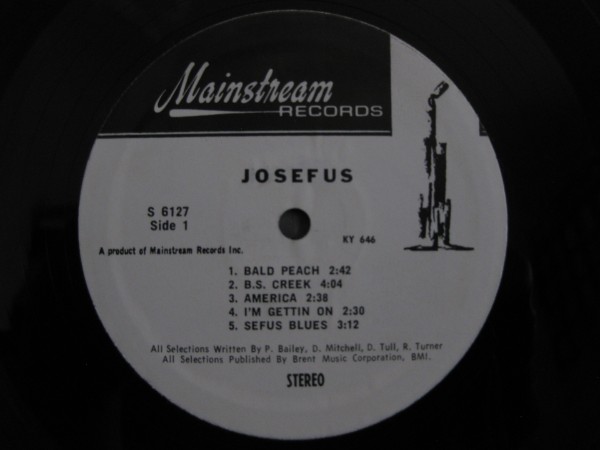 Mainstream
RECORDS
JOSEFUS
S 6127
Side 1
KY 646
A product of Mainstream Records Inc.
1. BALD PEACH 2:42
2. B.S. CREEK 4:04
3. AMERICA 2:38
4. I'M GETTIN ON 2:30
5. SEFUS BLUES 3:12
All Selections Written By P. Bailey, D. Mitchell, D. Tull, R. Turner
All Selections Published By Brent Music Corporation, BMI.
STEREO